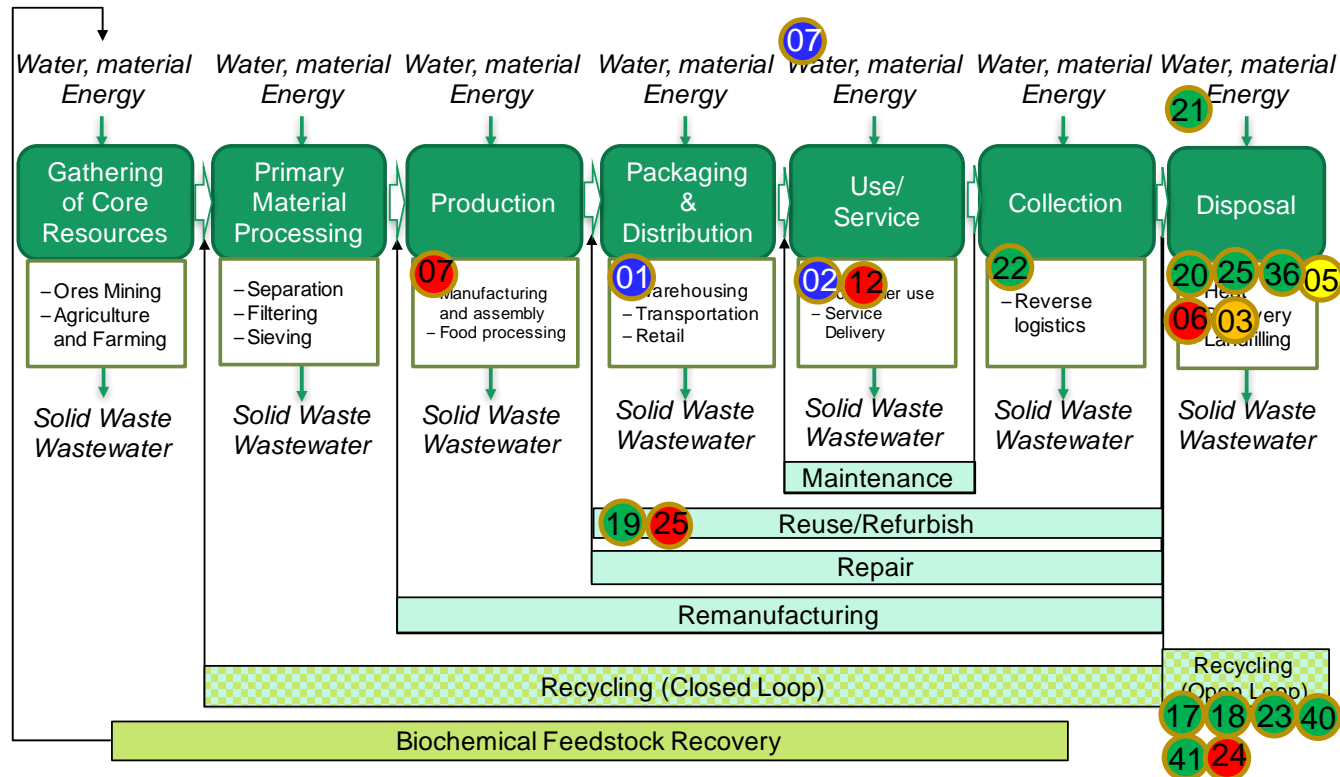 07
Water, material
Energy
Water, material
Energy
Water, material
Energy
Water, material
Energy
Water, material
Energy
Water, material
Energy
Water, material
Energy
21
Gathering
of Core
Resources
Primary
Material
Processing
Production
Packaging
&
Distribution
Use/
Service
Collection
Disposal
– Ores Mining
– Agriculture
and Farming
– Separation
– Filtering
– Sieving
07
Manufacturing
and assembly
– Food processing
01
Warehousing
– Transportation
– Retail
02
12
use
– Service
Delivery
22
– Reverse
logistics
20
25
36
05
Heat
06
03
Landfilling
Solid Waste
Wastewater
Solid Waste
Wastewater
Solid Waste
Wastewater
Solid Waste
Wastewater
Solid Waste
Wastewater
Solid Waste
Wastewater
Solid Waste
Wastewater
Maintenance
19
25
Reuse/Refurbish
Repair
Remanufacturing
Recycling (Closed Loop)
Recycling
(Open Loop)
17
18
23
40
41
24
Biochemical Feedstock Recovery